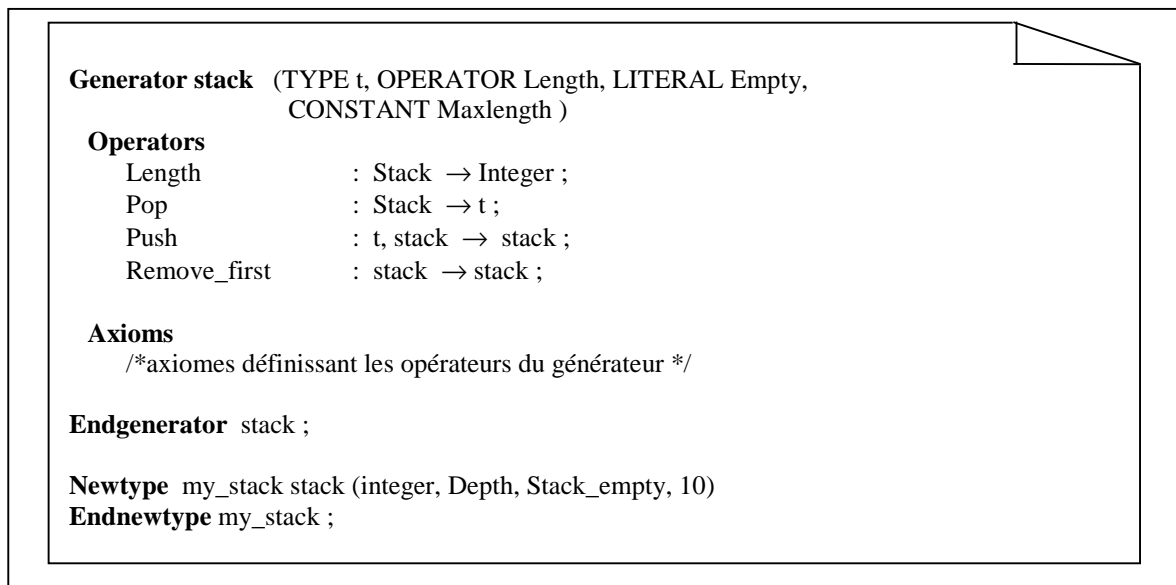 Generator stack (TYPE t, OPERATOR Length, LITERAL Empty,
CONSTANT Maxlength )
Operators
Length : Stack → Integer ;
Pop : Stack → t ;
Push : t, stack → stack ;
Remove_first : stack → stack ;
Axioms
/*axiomes définissant les opérateurs du générateur */
Endgenerator stack ;
Newtype my_stack stack (integer, Depth, Stack_empty, 10)
Endnewtype my_stack ;